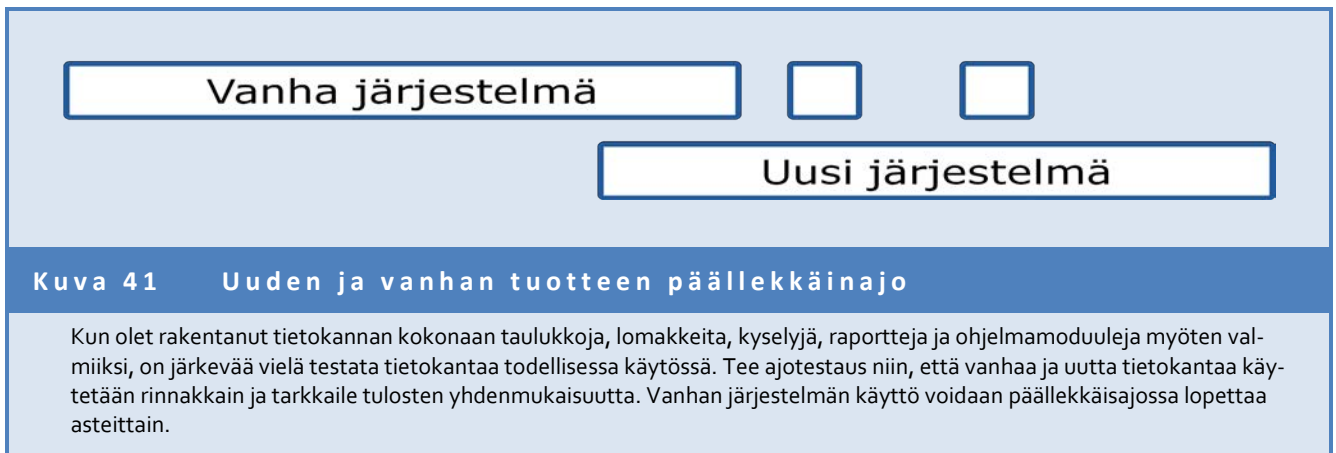 Vanha järjestelmä
Uusi järjestelmä
Kuva 41 Uuden ja vanhan tuotteen päällekkäinajo
Kun olet rakentanut tietokannan kokonaan taulukkoja, lomakkeita, kyselyjä, raportteja ja ohjelmamoduuleja myöten val-
miiksi, on järkevää vielä testata tietokantaa todellisessa käytössä. Tee ajotestaus niin, että vanhaa ja uutta tietokantaa käy-
tetään rinnakkain ja tarkkaile tulosten yhdenmukaisuutta. Vanhan järjestelmän käyttö voidaan päällekkäisajossa lopettaa
asteittain.